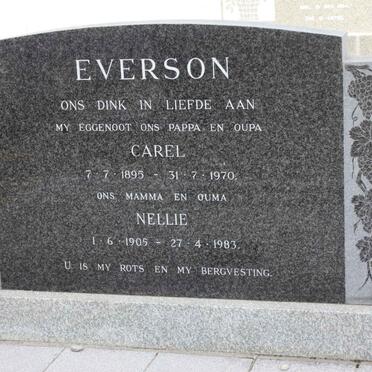 EVERSON
ONS DINK IN LIEFDE AAN
MY EGGENOOT ONS PAPPA EN OUPA
CAREL
7 · 7 · 1895 – 31 · 7 · 1970.
ONS MAMMA EN OUMA
NELLIE
1 · 6 · 1905 – 27 · 4 · 1983.
U IS MY ROTS EN MY BERGVESTING.